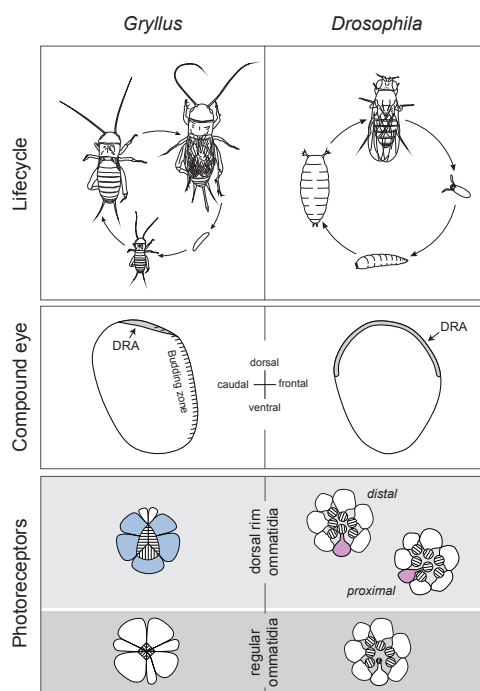 Gryllus
Drosophila
Lifecycle
Compound eye
DRA
Budding zone
dorsal
caudal
frontal
ventral
DRA
Photoreceptors
dorsal rim
ommatidia
distal
proximal
regular
ommatidia